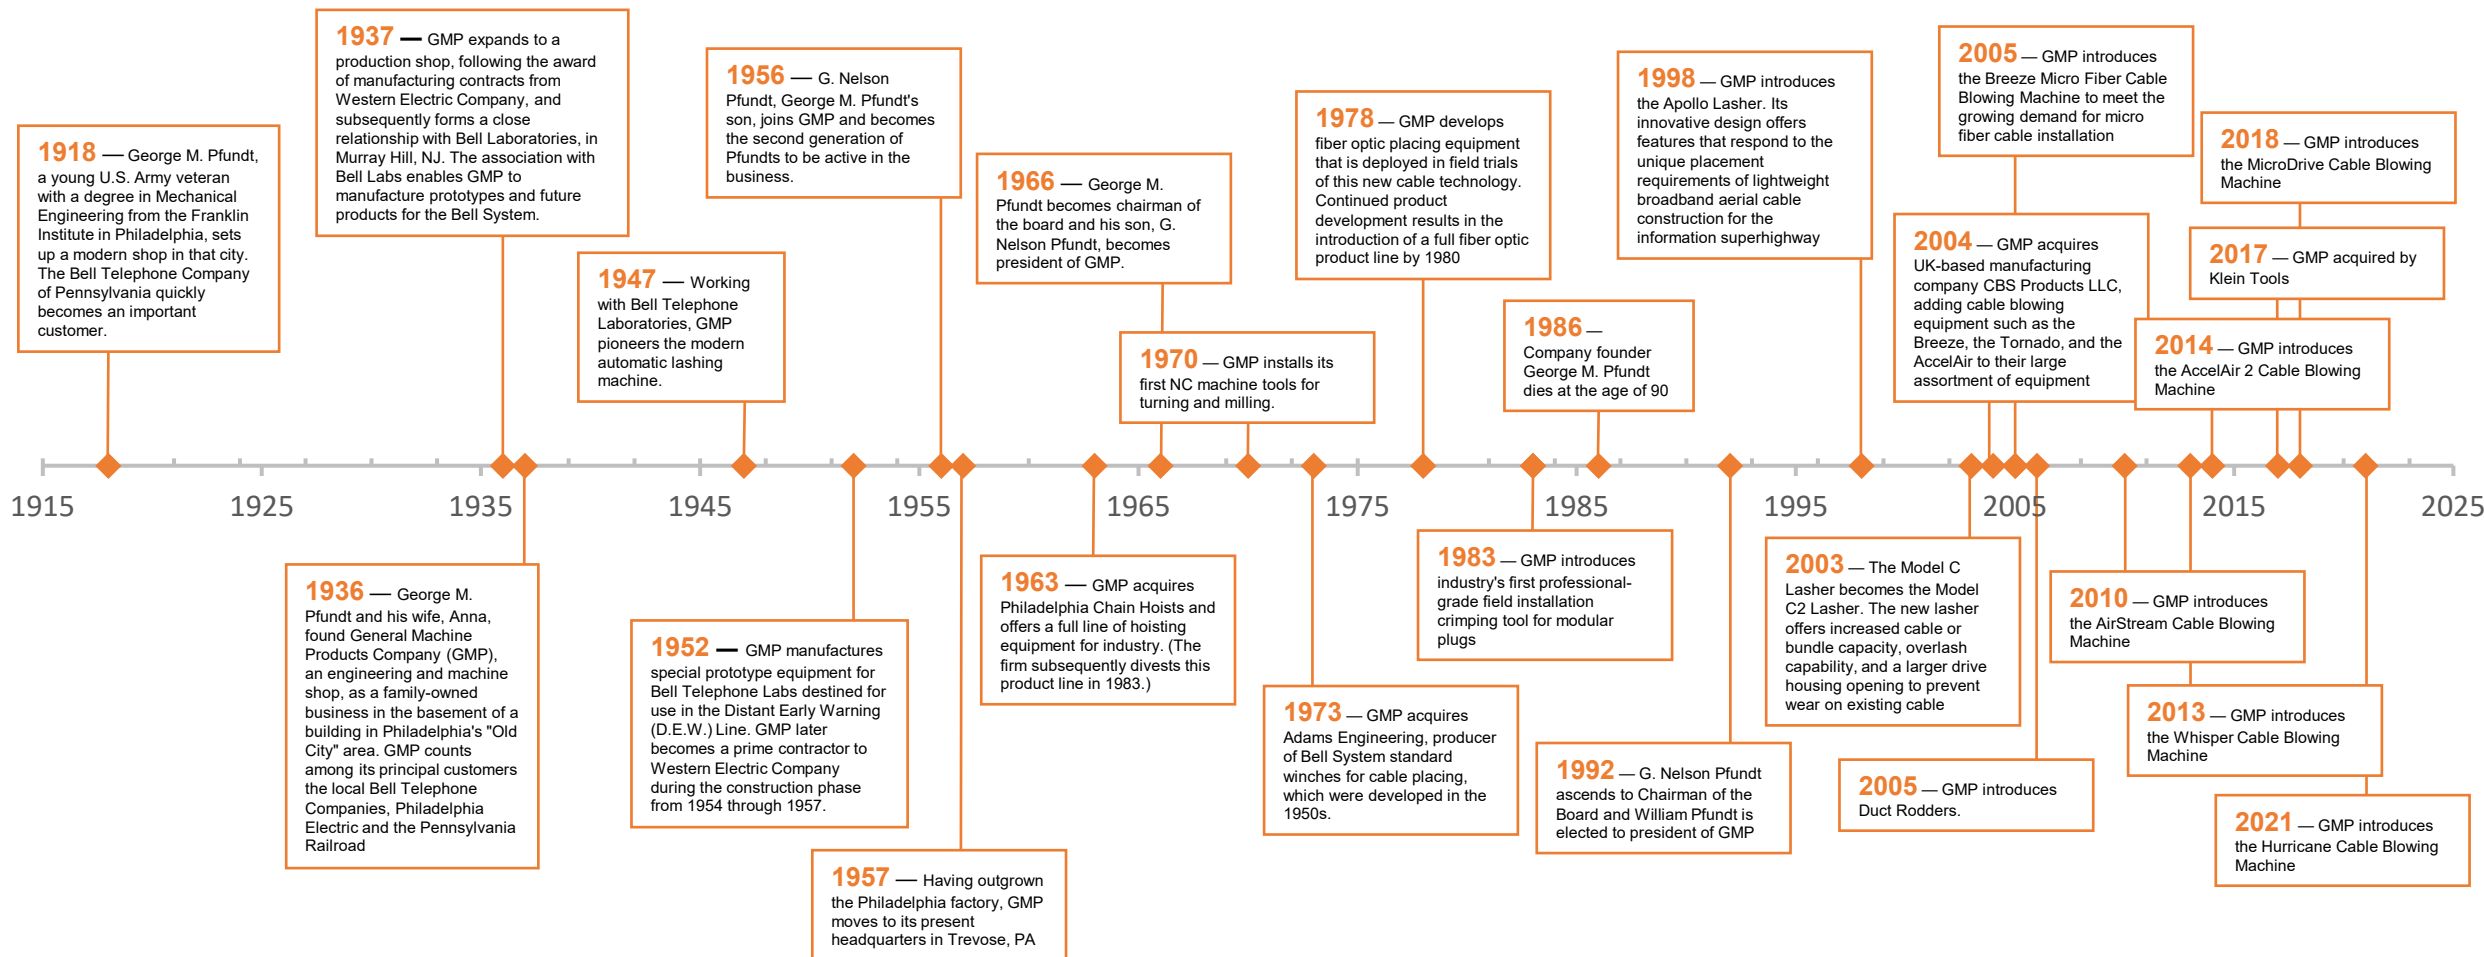 1918 — George M. Pfundt,
a young U.S. Army veteran
with a degree in Mechanical
Engineering from the Franklin
Institute in Philadelphia, sets
up a modern shop in that city.
The Bell Telephone Company
of Pennsylvania quickly
becomes an important
customer.
1937 — GMP expands to a
production shop, following the award
of manufacturing contracts from
Western Electric Company, and
subsequently forms a close
relationship with Bell Laboratories, in
Murray Hill, NJ. The association with
Bell Labs enables GMP to
manufacture prototypes and future
products for the Bell System.
1947 — Working
with Bell Telephone
Laboratories, GMP
pioneers the modern
automatic lashing
machine.
1956 — G. Nelson
Pfundt, George M. Pfundt's
son, joins GMP and becomes
the second generation of
Pfundts to be active in the
business.
1966 — George M.
Pfundt becomes chairman of
the board and his son, G.
Nelson Pfundt, becomes
president of GMP.
1970 — GMP installs its
first NC machine tools for
turning and milling.
1978 — GMP develops
fiber optic placing equipment
that is deployed in field trials
of this new cable technology.
Continued product
development results in the
introduction of a full fiber optic
product line by 1980
1986 —
Company founder
George M. Pfundt
dies at the age of 90
1998 — GMP introduces
the Apollo Lasher. Its
innovative design offers
features that respond to the
unique placement
requirements of lightweight
broadband aerial cable
construction for the
information superhighway
2005 — GMP introduces
the Breeze Micro Fiber Cable
Blowing Machine to meet the
growing demand for micro
fiber cable installation
2004 — GMP acquires
UK-based manufacturing
company CBS Products LLC,
adding cable blowing
equipment such as the
Breeze, the Tornado, and the
AccelAir to their large
assortment of equipment
2018 — GMP introduces
the MicroDrive Cable Blowing
Machine
2017 — GMP acquired by
Klein Tools
2014 — GMP introduces
the AccelAir 2 Cable Blowing
Machine
1915 1925 1935 1945 1955 1965 1975 1985 1995 2005 2015 2025
1936 — George M.
Pfundt and his wife, Anna,
found General Machine
Products Company (GMP),
an engineering and machine
shop, as a family-owned
business in the basement of a
building in Philadelphia's "Old
City" area. GMP counts
among its principal customers
the local Bell Telephone
Companies, Philadelphia
Electric and the Pennsylvania
Railroad
1952 — GMP manufactures
special prototype equipment for
Bell Telephone Labs destined for
use in the Distant Early Warning
(D.E.W.) Line. GMP later
becomes a prime contractor to
Western Electric Company
during the construction phase
from 1954 through 1957.
1957 — Having outgrown
the Philadelphia factory, GMP
moves to its present
headquarters in Trevose, PA
1963 — GMP acquires
Philadelphia Chain Hoists and
offers a full line of hoisting
equipment for industry. (The
firm subsequently divests this
product line in 1983.)
1973 — GMP acquires
Adams Engineering, producer
of Bell System standard
winches for cable placing,
which were developed in the
1950s.
1983 — GMP introduces
industry's first professional-
grade field installation
crimping tool for modular
plugs
1992 — G. Nelson Pfundt
ascends to Chairman of the
Board and William Pfundt is
elected to president of GMP
2003 — The Model C
Lasher becomes the Model
C2 Lasher. The new lasher
offers increased cable or
bundle capacity, overlash
capability, and a larger drive
housing opening to prevent
wear on existing cable
2005 — GMP introduces
Duct Rodders.
2010 — GMP introduces
the AirStream Cable Blowing
Machine
2013 — GMP introduces
the Whisper Cable Blowing
Machine
2021 — GMP introduces
the Hurricane Cable Blowing
Machine